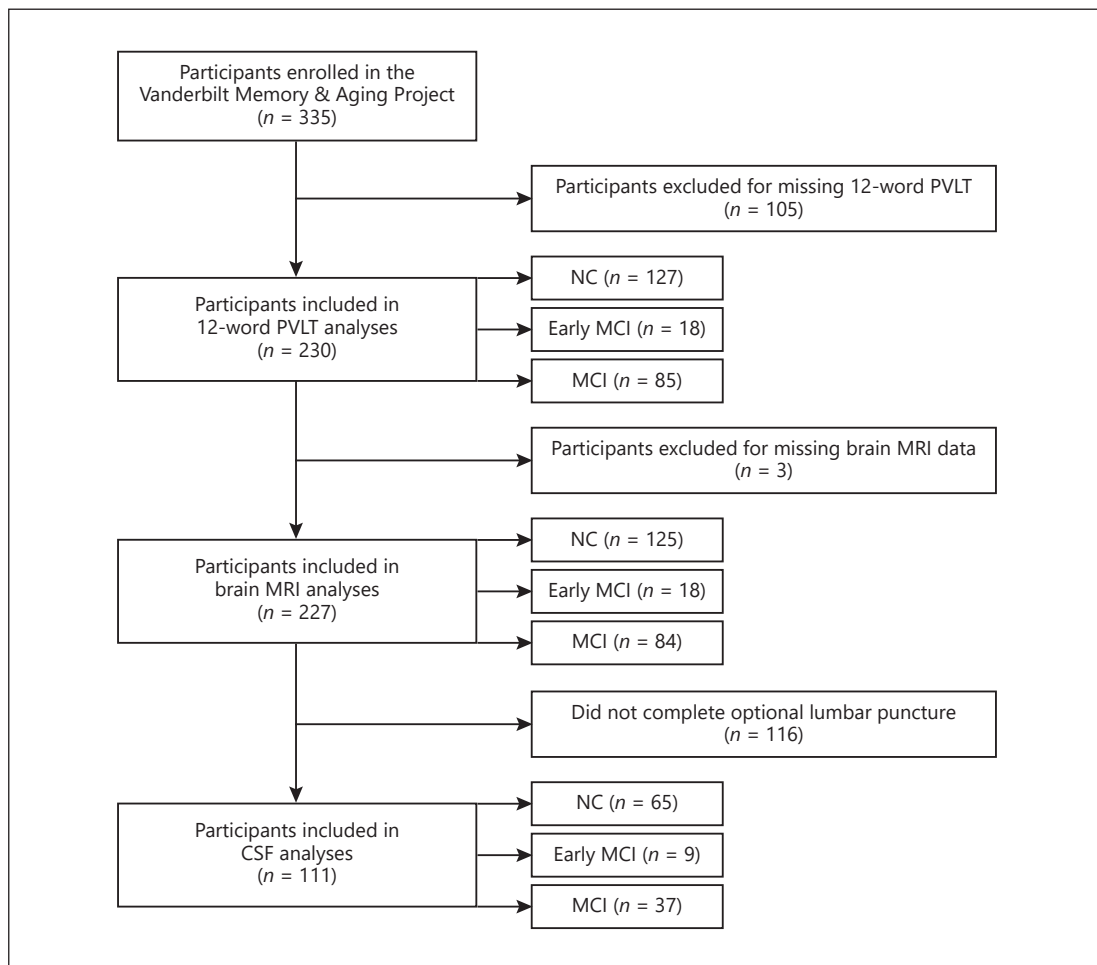 Participants enrolled in the
Vanderbilt Memory & Aging Project
(n = 335)
Participants excluded for missing 12-word PVLT
(n = 105)
Participants included in
12-word PVLT analyses
(n = 230)
NC (n = 127)
Early MCI (n = 18)
MCI (n = 85)
Participants excluded for missing brain MRI data
(n = 3)
Participants included in
brain MRI analyses
(n = 227)
NC (n = 125)
Early MCI (n = 18)
MCI (n = 84)
Did not complete optional lumbar puncture
(n = 116)
Participants included in
CSF analyses
(n = 111)
NC (n = 65)
Early MCI (n = 9)
MCI (n = 37)